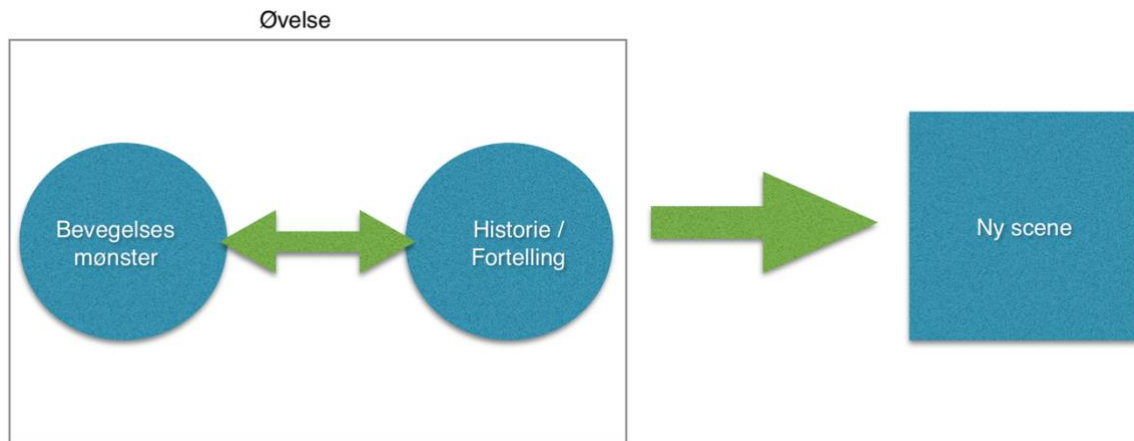 Øvelse
Bevegelses
mønster
Historie /
Fortelling
Ny scene